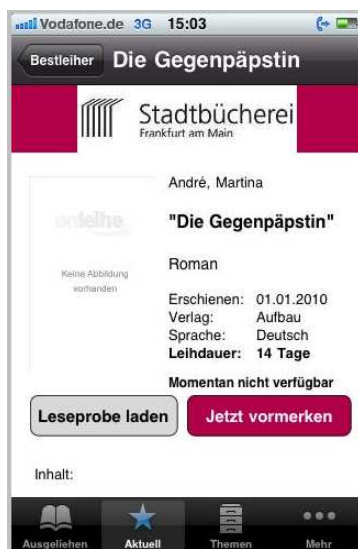 Vodafone.de 3G 15:03
Bestleiher Die Gegenpäpstin
Stadtbücherei
Frankfurt am Main
onleihe
Keine Abbildung
vorhanden
André, Martina
"Die Gegenpäpstin"
Roman
Erschienen: 01.01.2010
Verlag: Aufbau
Sprache: Deutsch
Leihdauer: 14 Tage
Momentan nicht verfügbar
Leseprobe laden Jetzt vormerken
Inhalt:
Ausgeliehen Aktuell Themen Mehr